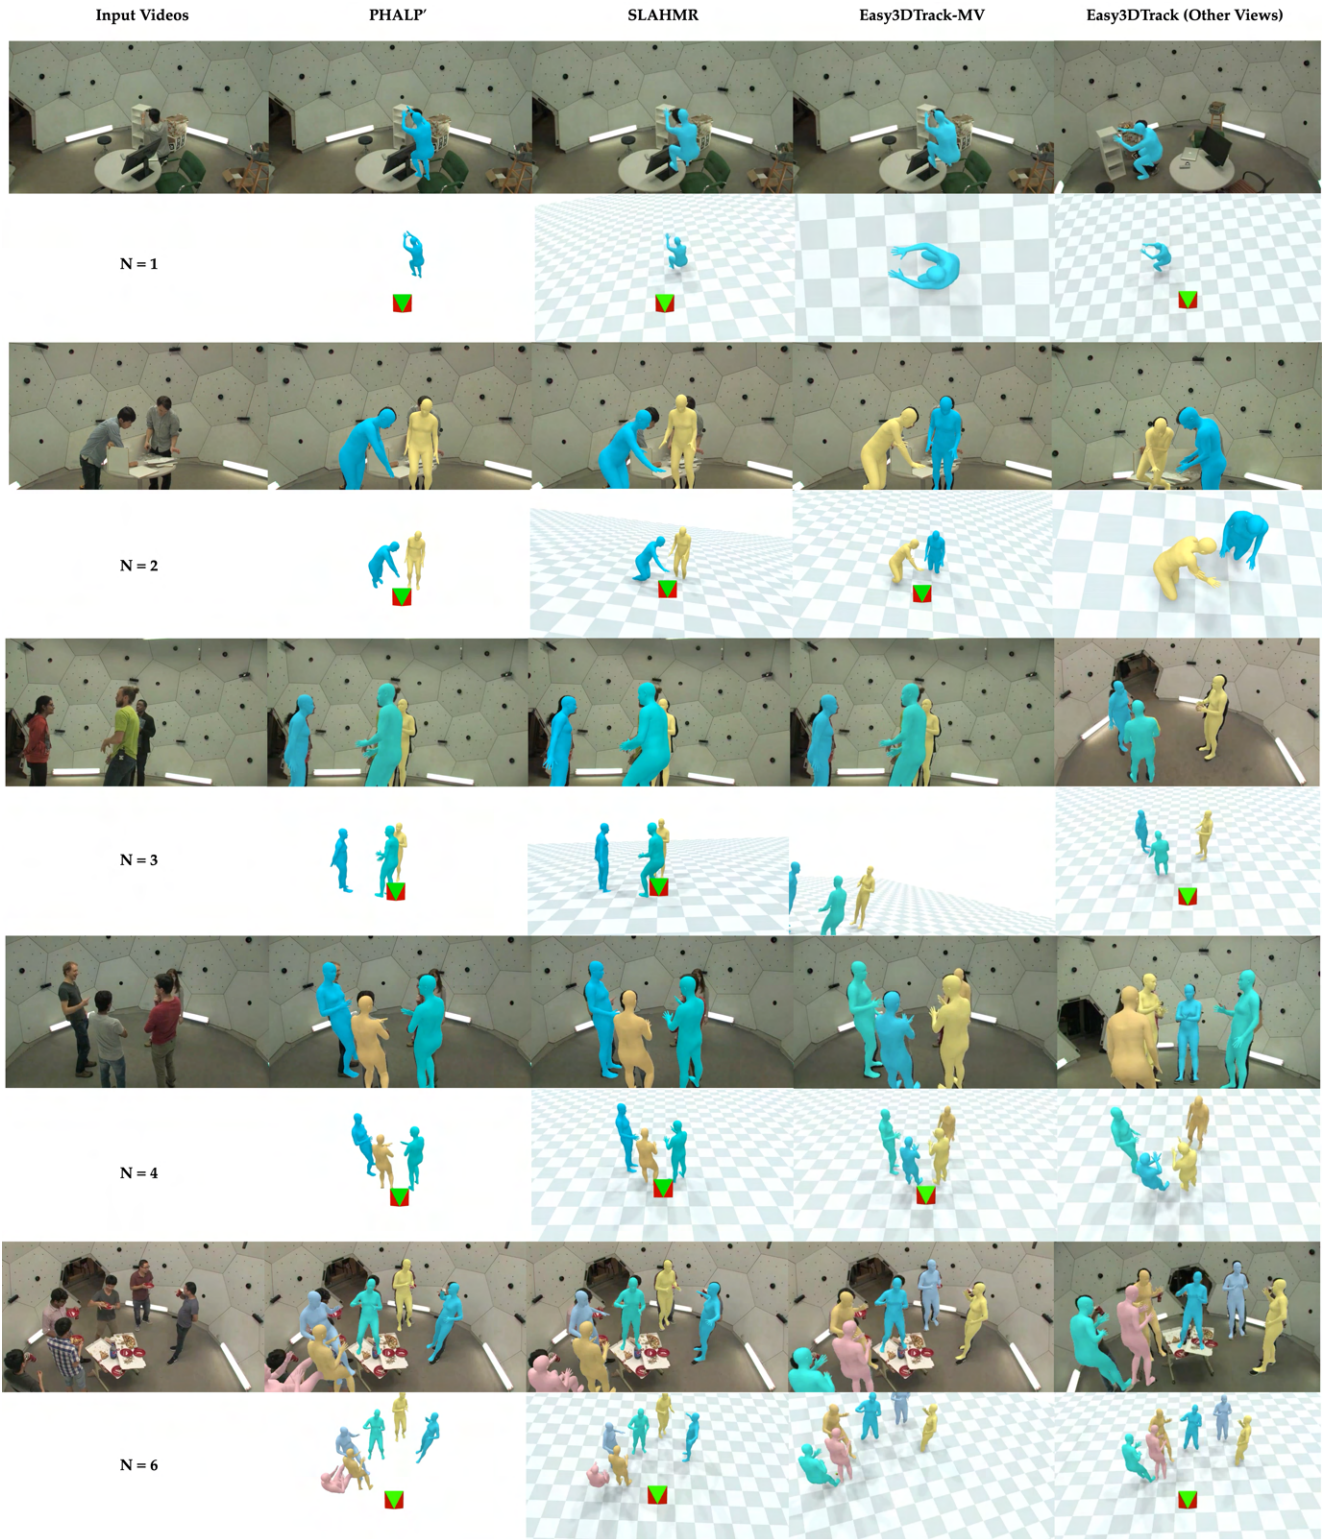 Input Videos PHALP′ SLAHMR Easy3DTrack-MV Easy3DTrack (Other Views)
N = 1
N = 2
N = 3
N = 4
N = 6